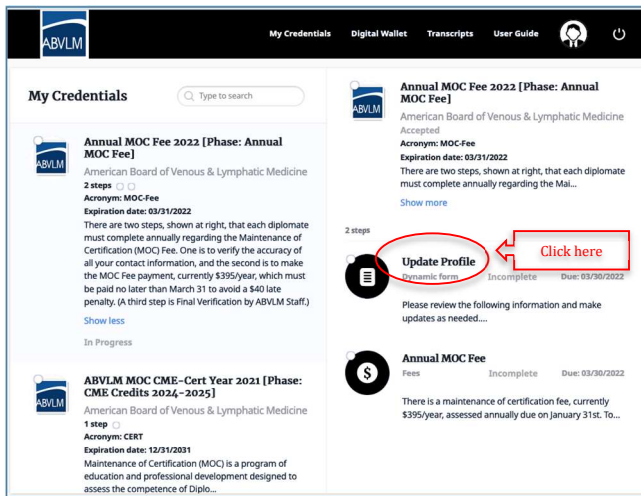 ABVLM
My Credentials Digital Wallet Transcripts User Guide
My Credentials
Type to search
ABVLM
Annual MOC Fee 2022 [Phase: Annual
MOC Fee]
American Board of Venous & Lymphatic Medicine
2 steps
Acronym: MOC-Fee
Expiration date: 03/31/2022
There are two steps, shown at right, that each diplomate
must complete annually regarding the Maintenance of
Certification (MOC) Fee. One is to verify the accuracy of
all your contact information, and the second is to make
the MOC Fee payment, currently $395/year, which must
be paid no later than March 31 to avoid a $40 late
penalty. (A third step is Final Verification by ABVLM Staff.)
Show less
In Progress
ABVLM
ABVLM MOC CME-Cert Year 2021 [Phase:
CME Credits 2024-2025]
American Board of Venous & Lymphatic Medicine
1 step
Acronym: CERT
Expiration date: 12/31/2031
Maintenance of Certification (MOC) is a program of
education and professional development designed to
assess the competence of Diplo...
ABVLM
Annual MOC Fee 2022 [Phase: Annual
MOC Fee]
American Board of Venous & Lymphatic Medicine
Accepted
Acronym: MOC-Fee
Expiration date: 03/31/2022
There are two steps, shown at right, that each diplomate
must complete annually regarding the Mai...
Show more
2 steps
Update Profile
Click here
Dynamic form Incomplete Due: 03/30/2022
Please review the following information and make
updates as needed....
$
Annual MOC Fee
Fees Incomplete Due: 03/30/2022
There is a maintenance of certification fee, currently
$395/year, assessed annually due on January 31st. To...